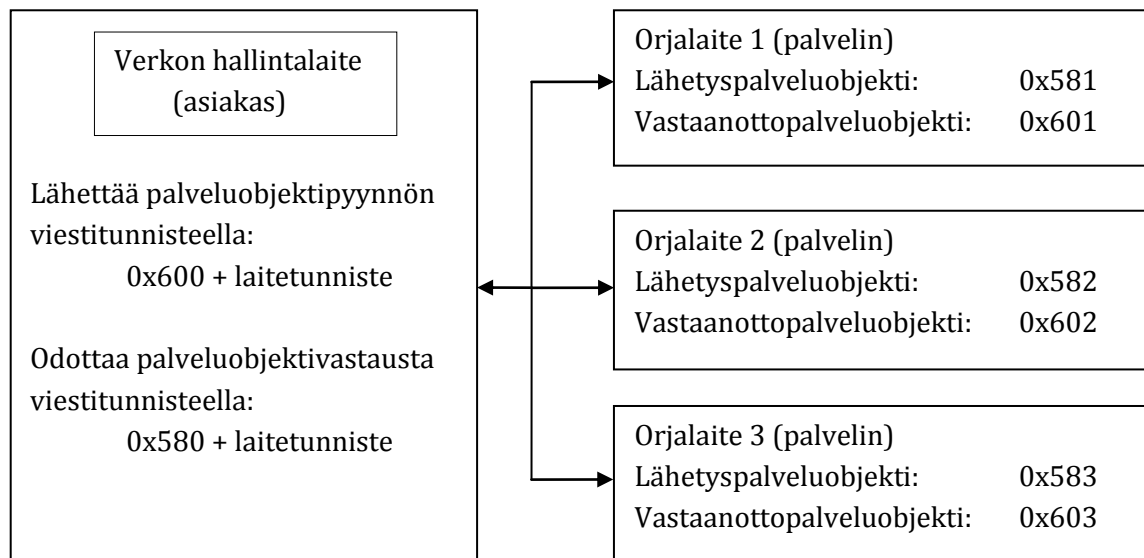 Verkon hallintalaite
(asiakas)
Lähettää palveluobjektipyynnön
viestitunnisteella:
0x600 + laitetunniste
Odottaa palveluobjektivastausta
viestitunnisteella:
0x580 + laitetunniste
Orjalaite 1 (palvelin)
Lähetyspalveluobjekti: 0x581
Vastaanottopalveluobjekti: 0x601
Orjalaite 2 (palvelin)
Lähetyspalveluobjekti: 0x582
Vastaanottopalveluobjekti: 0x602
Orjalaite 3 (palvelin)
Lähetyspalveluobjekti: 0x583
Vastaanottopalveluobjekti: 0x603